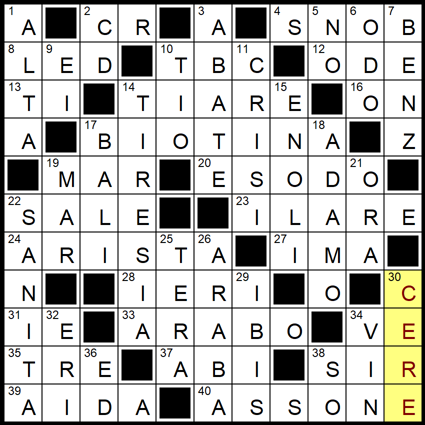 1 A 2 C R 3 A 4 S 5 N 6 O 7 B
8 L 9 E D 10 T B 11 C 12 O D E
13 T I 14 T I A R 15 E 16 O N
A 17 B I O T I N 18 A Z
19 M A R 20 E S O D 21 O
22 S A L E 23 I L A R E
24 A R I S 25 T 26 A 27 I M A
N 28 I E R 29 I O 30 C
31 I 32 E 33 A R A B O 34 V E
35 T R 36 E 37 A B I 38 S I R
39 A I D A 40 A S S O N E